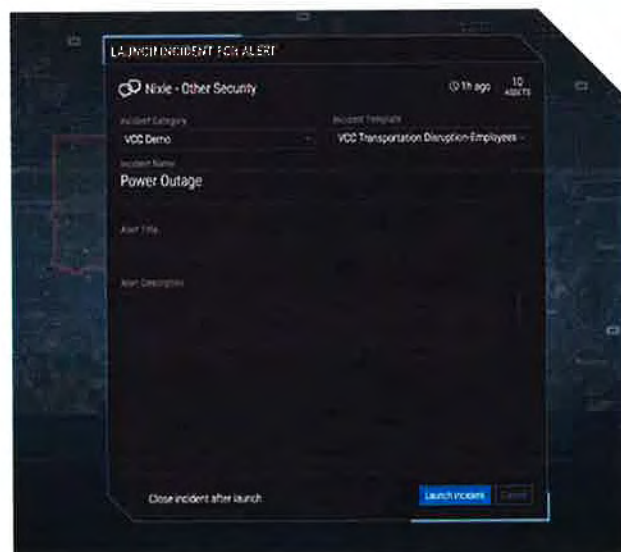 LAUNCH INCIDENT FOR ALERT
Nixle - Other Security
1h ago
10
ASSETS
Incident Category
Incident Template
VCC Demo
VCC Transportation Disruption-Employees
Incident Name
Power Outage
Alert Title
Alert Description
Close incident after launch
Launch Incident
Cancel